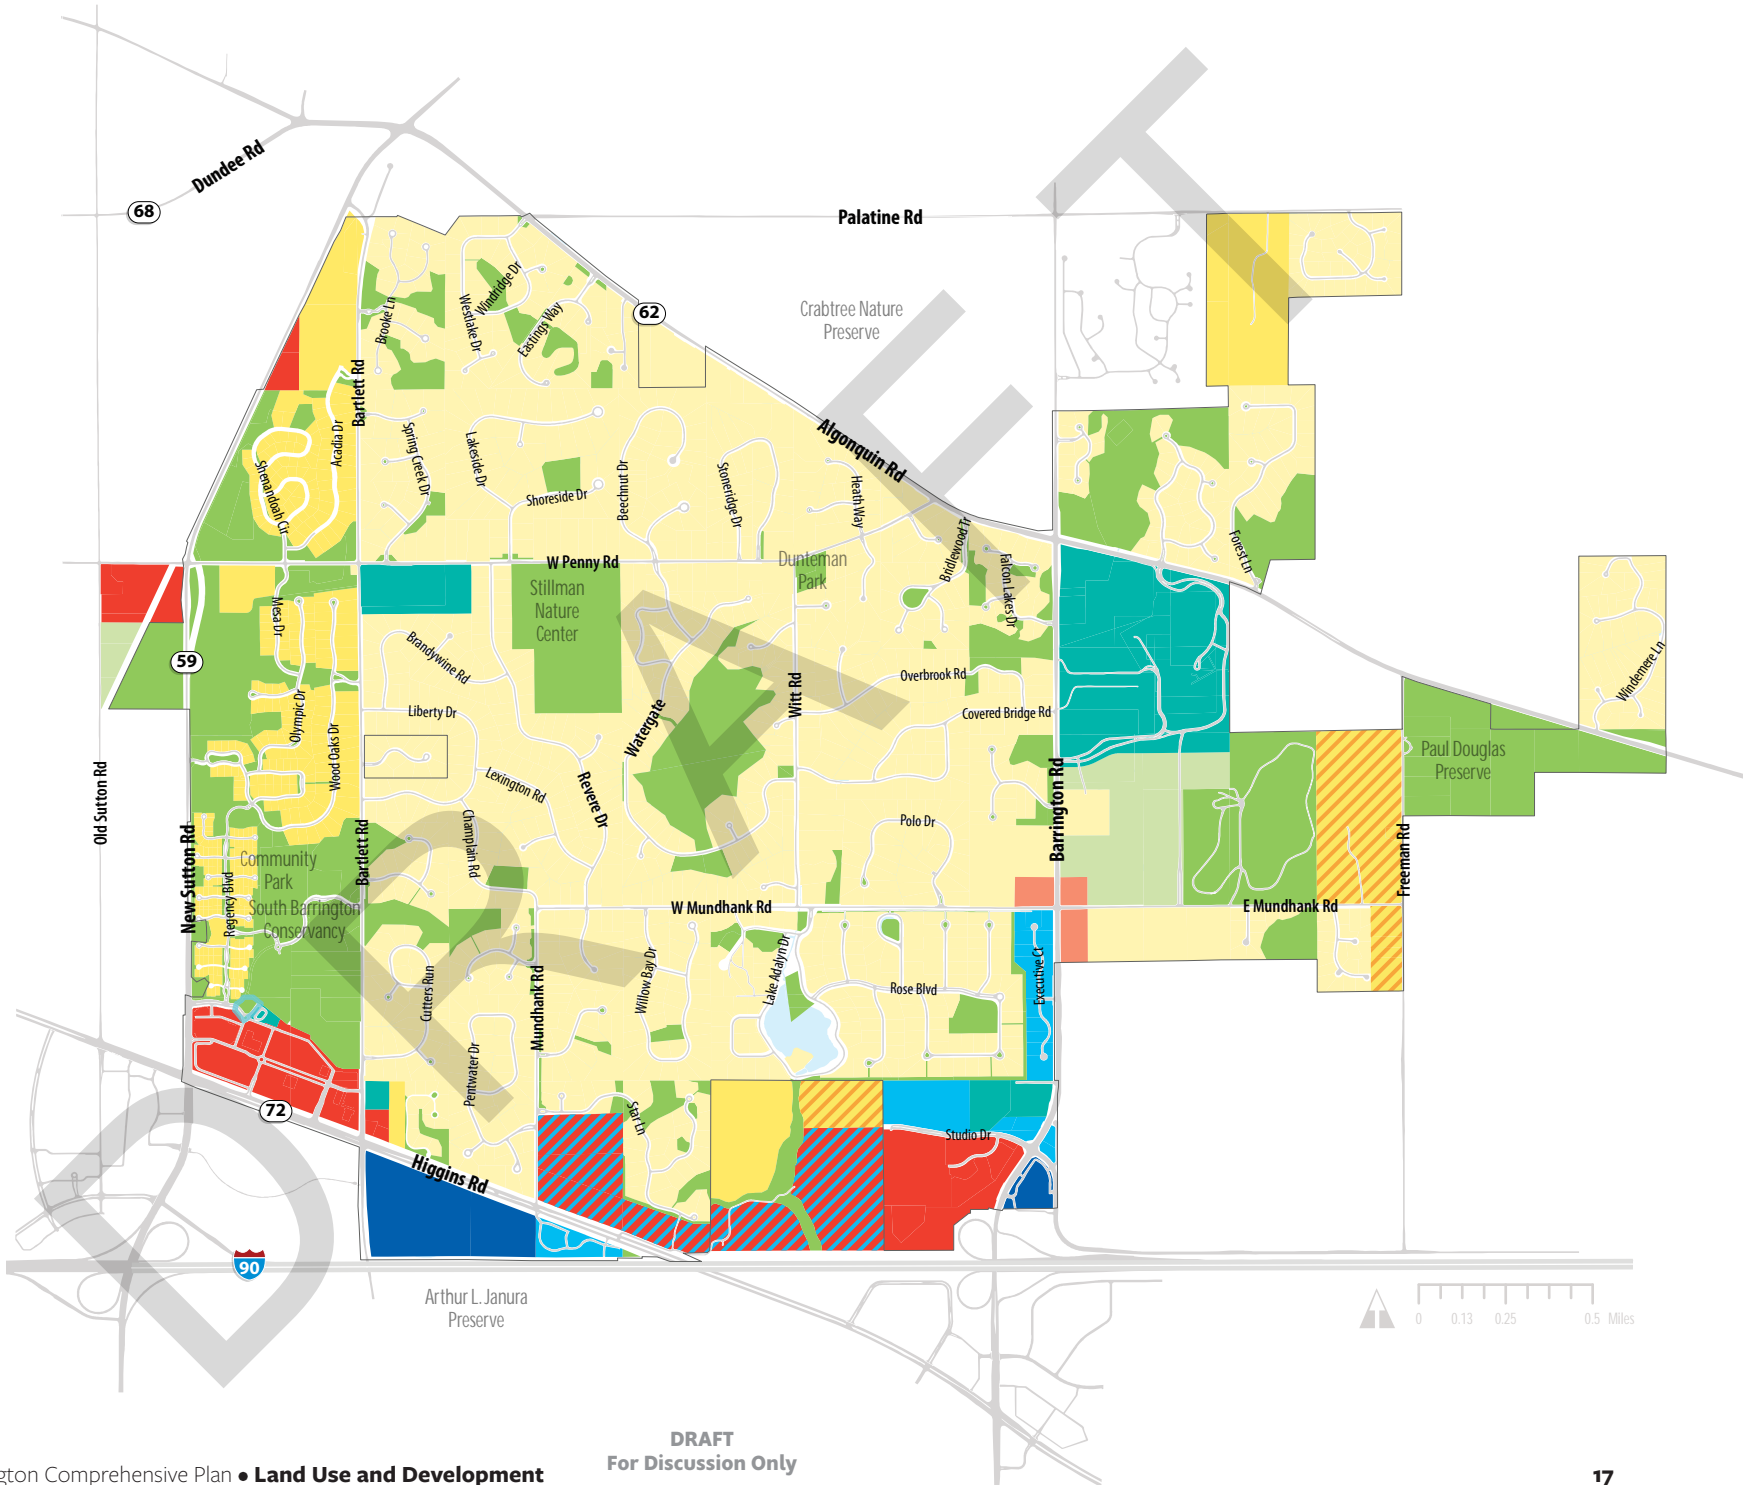 Dundee Rd
68
Palatine Rd
Crabtree Nature
Preserve
62
Windridge Dr
Westlake Dr
Eastings Way
Brooke Ln
Bartlett Rd
Acadia Dr
Shenandoah Cir
Spring Creek Dr
Lakeside Dr
Shoreside Dr
Beechnut Dr
Stoneridge Dr
Heath Way
Algonquin Rd
Bridlewood Tr
Falcon Lakes Dr
Forest Ln
W Penny Rd
Stillman
Nature
Center
Dunteman
Park
Mesa Dr
59
Brandywine Rd
Liberty Dr
Olympic Dr
Wood Oaks Dr
Watergate
Witt Rd
Overbrook Rd
Covered Bridge Rd
Windemere Ln
Paul Douglas
Preserve
Old Sutton Rd
Lexington Rd
Revere Dr
Champlain Rd
Polo Dr
Barrington Rd
Freeman Rd
New Sutton Rd
Community
Park
Bartlett Rd
Regency Blvd
South Barrington
Conservancy
W Mundhank Rd
E Mundhank Rd
Cutters Run
Mundhank Rd
Willow Bay Dr
Lake Adalyn Dr
Rose Blvd
Executive Ct
Pentwater Dr
72
Star Ln
Studio Dr
Higgins Rd
90
Arthur L. Janura
Preserve
0 0.13 0.25 0.5 Miles
DRAFT
DRAFT
For Discussion Only
gton Comprehensive Plan • Land Use and Development
17